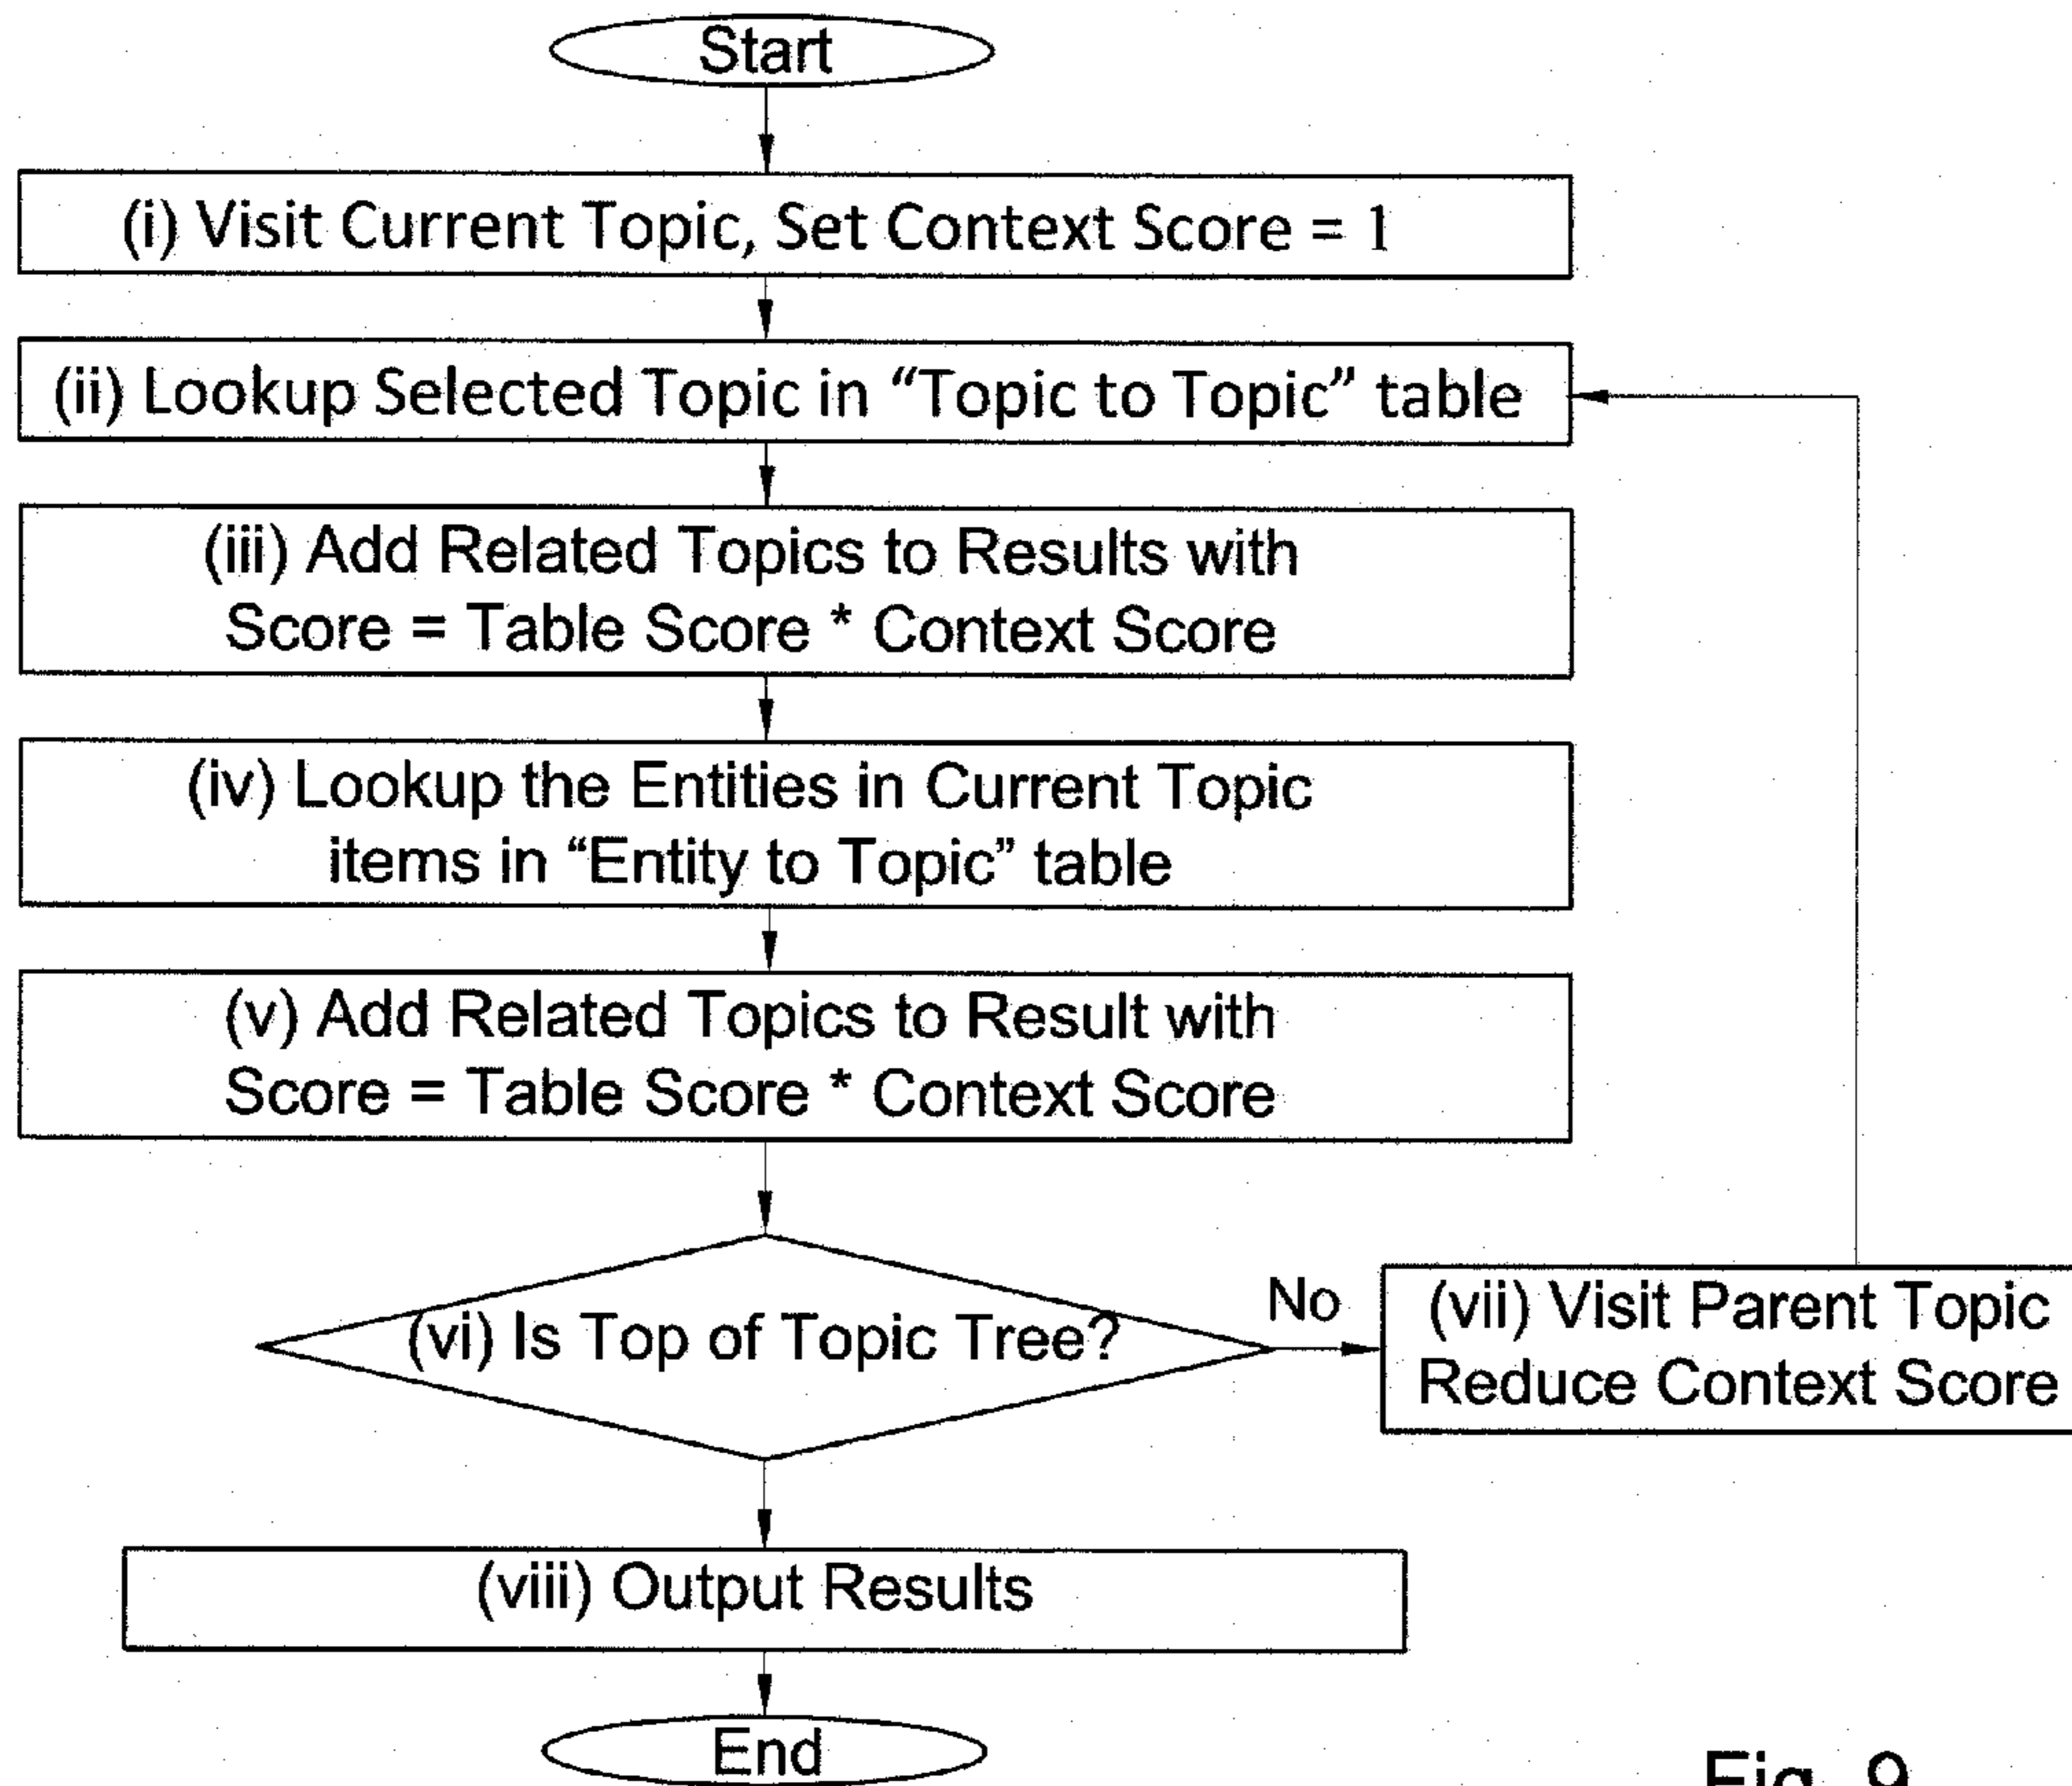 Start
(i) Visit Current Topic, Set Context Score = 1
(ii) Lookup Selected Topic in “Topic to Topic” table
(iii) Add Related Topics to Results with
Score = Table Score * Context Score
(iv) Lookup the Entities in Current Topic
items in “Entity to Topic” table
(v) Add Related Topics to Result with
Score = Table Score * Context Score
(vi) Is Top of Topic Tree?
No
(vii) Visit Parent Topic
Reduce Context Score
(viii) Output Results
End
Fig. 9